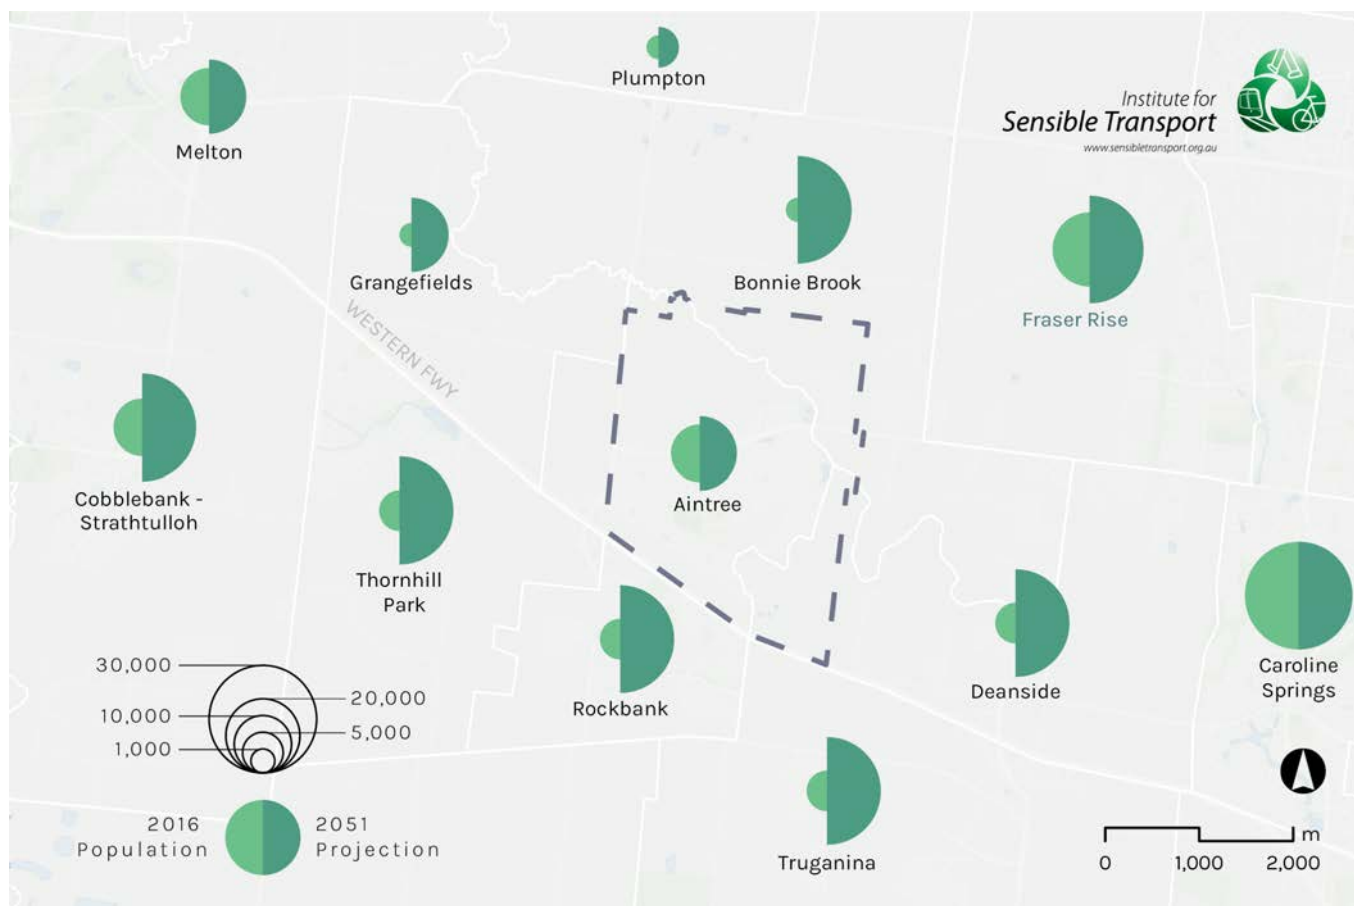 Plumpton
Melton
Institute for
Sensible Transport
www.sensibletransport.org.au
Grangefields
Bonnie Brook
Fraser Rise
WESTERN FWY
Cobblebank -
Strathtulloh
Aintree
Thornhill
Park
Rockbank
Deanside
Caroline
Springs
Truganina
30,000
20,000
10,000
5,000
1,000
2016
Population
2051
Projection
m
0 1,000 2,000